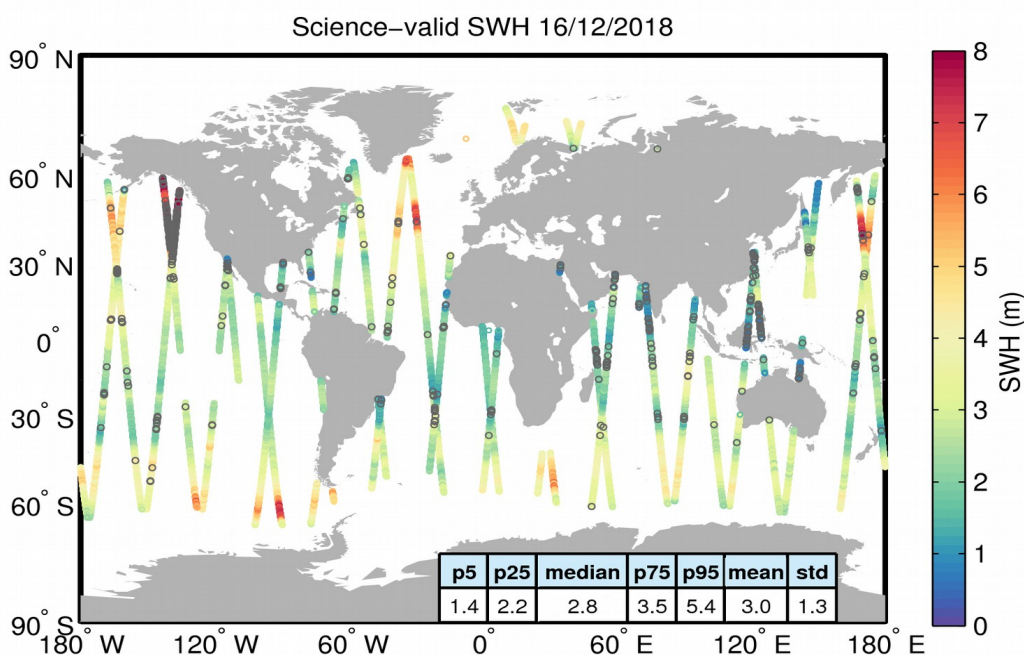 Science−valid SWH 16/12/2018
90° N
60° N
30° N
0°
30° S
60° S
90° S
180° W
120° W
60° W
0°
60° E
120° E
180° E
p5 p25 median p75 p95 mean std
1.4 2.2 2.8 3.5 5.4 3.0 1.3
8
7
6
5
4
3
2
1
0
SWH (m)